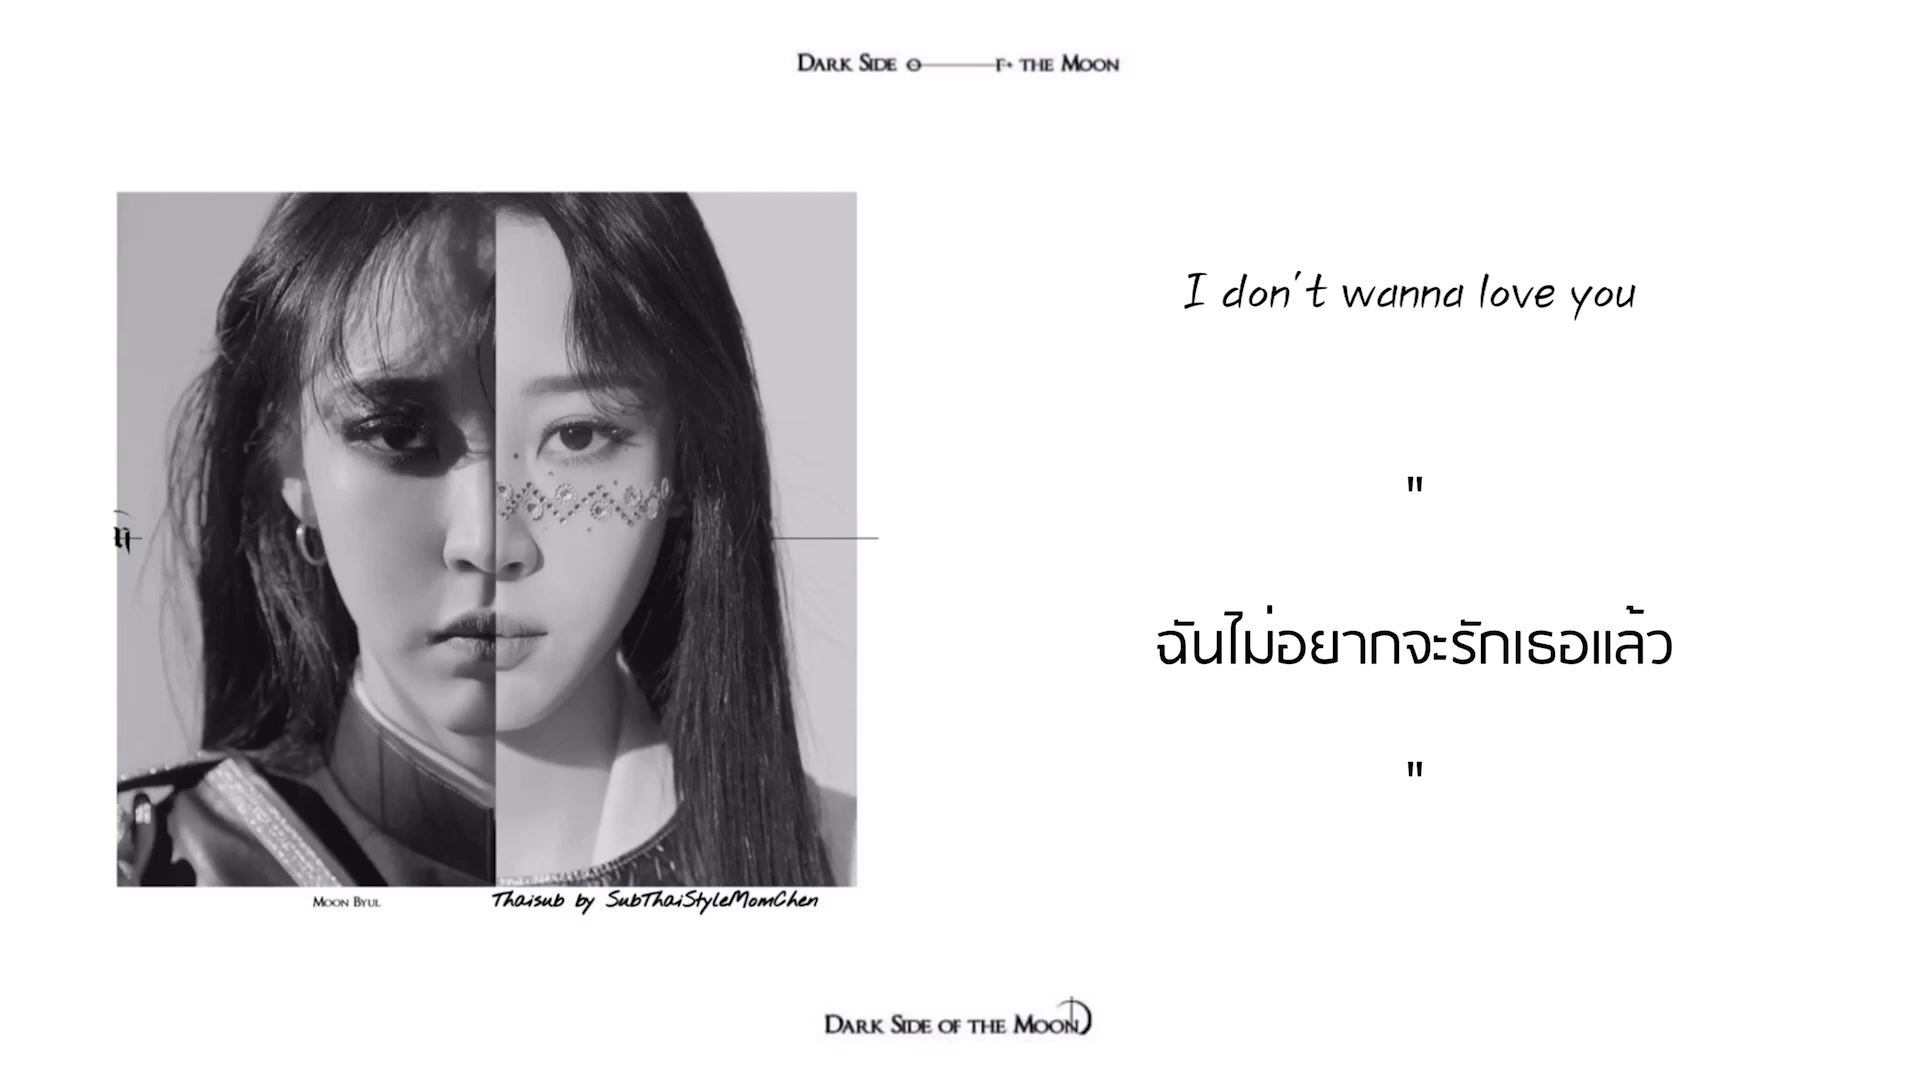 DARK SIDE OF THE MOON
I don't wanna love you
"
ฉันไม่อยากจะรักเธอแล้ว
"
MOON BYUL
Thaisub by SubThaiStyleMomChen
DARK SIDE OF THE MOON